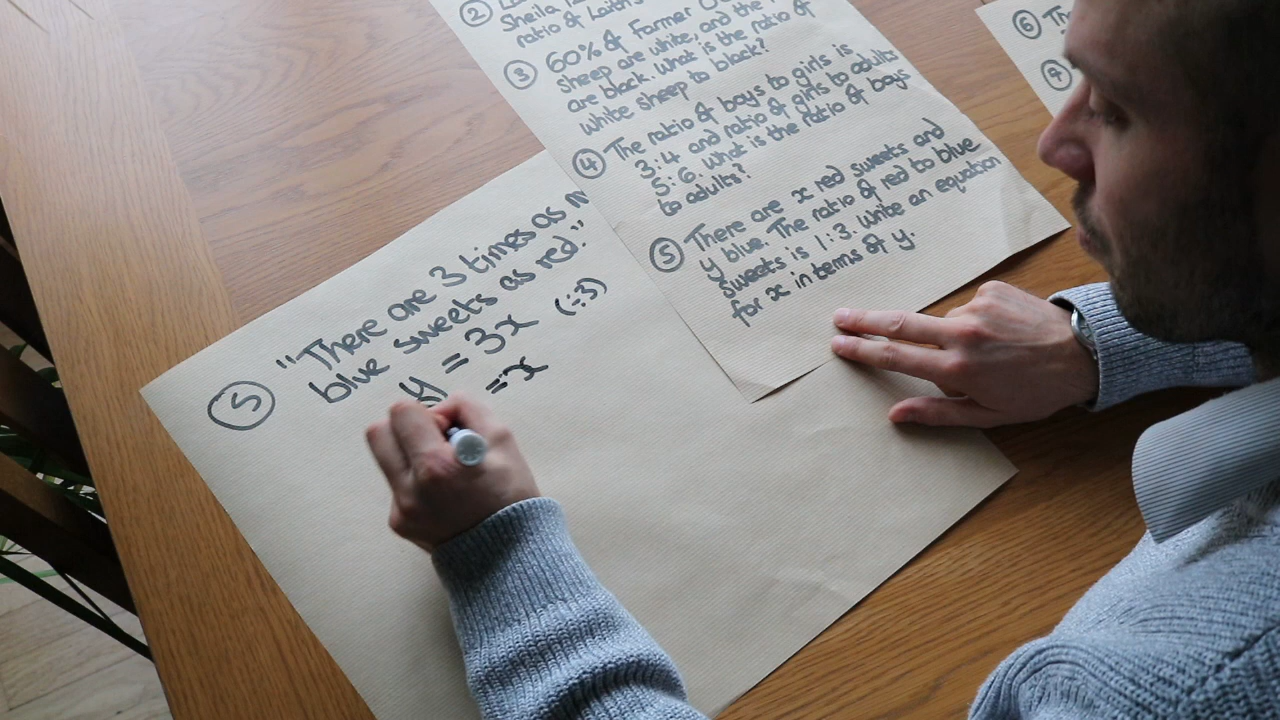 ②
Sheila
ratio of Laith's
③ 60% of Farmer
sheep are white, and the
are black. What is the ratio of
white sheep to black?
④ The ratio of boys to girls is
3:4 and ratio of girls to adults
5:6. What is the ratio of boys
to adults?
⑤ There are x red sweets and
y blue. The ratio of red to blue
sweets is 1:3. Write an equation
for x in terms of y.
⑥
⑤ "There are 3 times as
blue sweets as red."
y = 3x (÷3)
= x